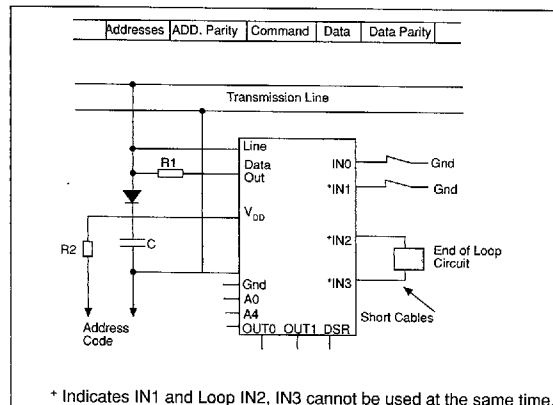 Addresses ADD. Parity Command Data Data Parity
Transmission Line
Line
Data
Out
R1
IN0
Gnd
*IN1
Gnd
V_DD
R2
C
*IN2
End of Loop
Circuit
*IN3
Gnd
A0
A4
Address
Code
OUT0 OUT1 DSR
Short Cables
+ Indicates IN1 and Loop IN2, IN3 cannot be used at the same time.